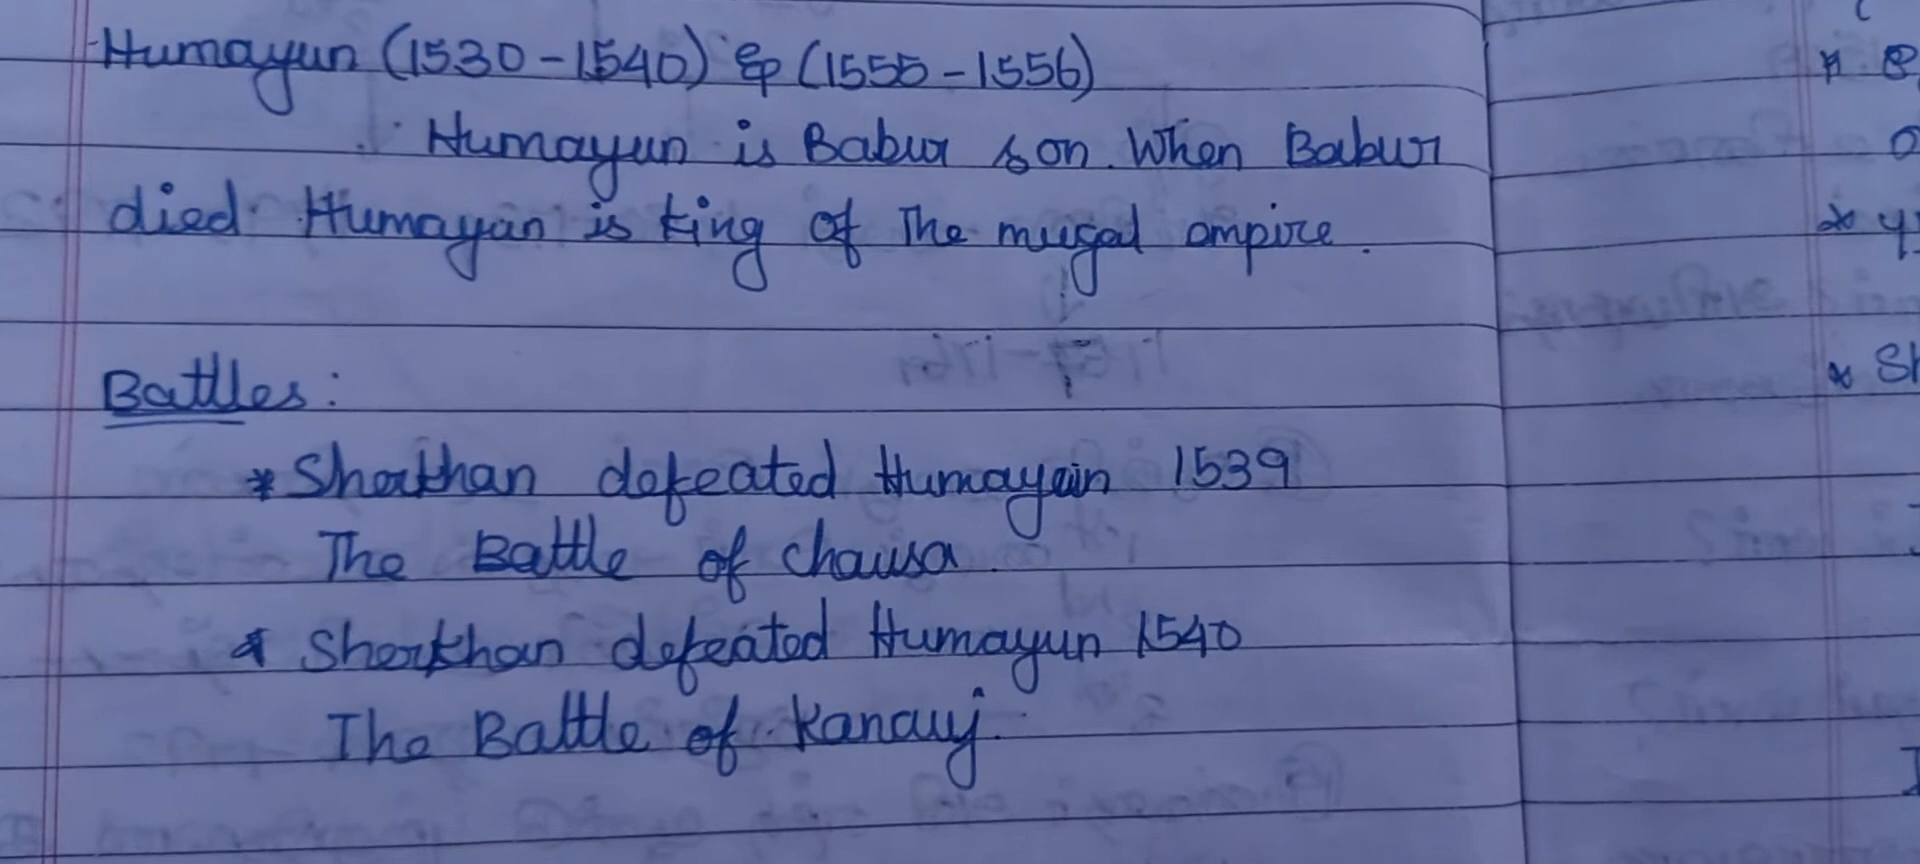 Humayun (1530-1540) & (1555-1556)
Humayun is Babur son. When Babur
died Humayun is king of The mugal empire.
Battles:
* Sherkhan defeated Humayun 1539
The Battle of chausa.
* Sherkhan defeated Humayun 1540
The Battle of Kanauj.